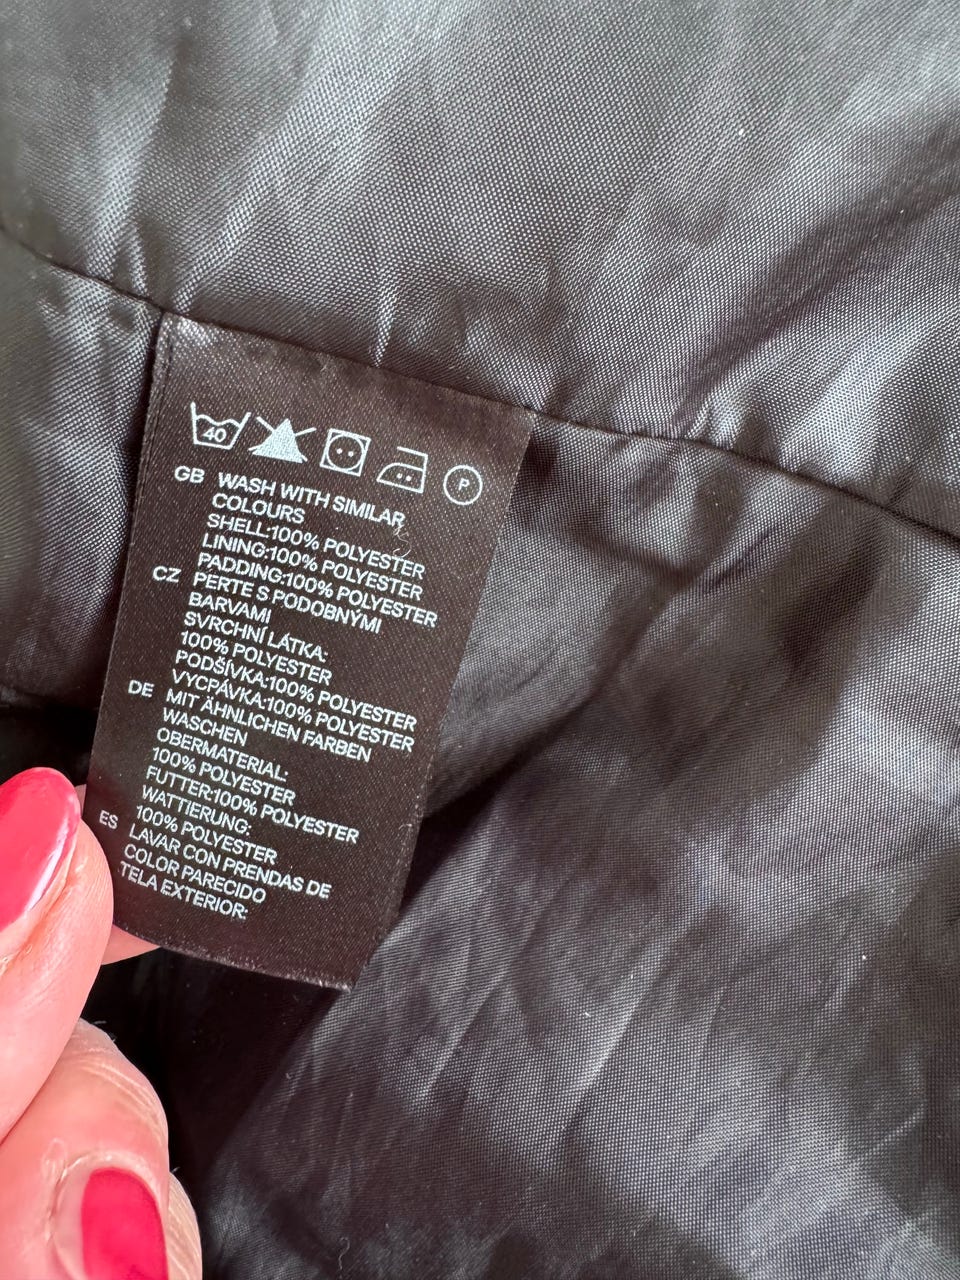 40
P
GB WASH WITH SIMILAR
COLOURS
SHELL:100% POLYESTER
LINING:100% POLYESTER
PADDING:100% POLYESTER
CZ PERTE S PODOBNÝMI
BARVAMI
SVRCHNÍ LÁTKA:
100% POLYESTER
PODŠÍVKA:100% POLYESTER
VYCPÁVKA:100% POLYESTER
DE MIT ÄHNLICHEN FARBEN
WASCHEN
OBERMATERIAL:
100% POLYESTER
FUTTER:100% POLYESTER
WATTIERUNG:
100% POLYESTER
ES LAVAR CON PRENDAS DE
COLOR PARECIDO
TELA EXTERIOR: